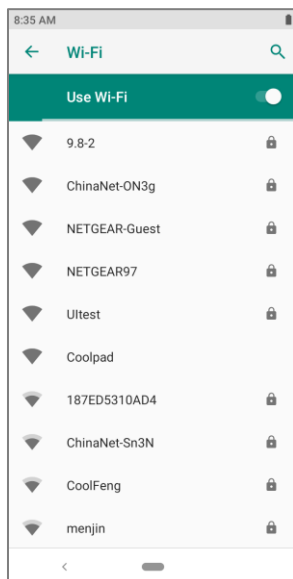 8:35 AM
Wi-Fi
Use Wi-Fi
9.8-2
ChinaNet-ON3g
NETGEAR-Guest
NETGEAR97
UItest
Coolpad
187ED5310AD4
ChinaNet-Sn3N
CoolFeng
menjin